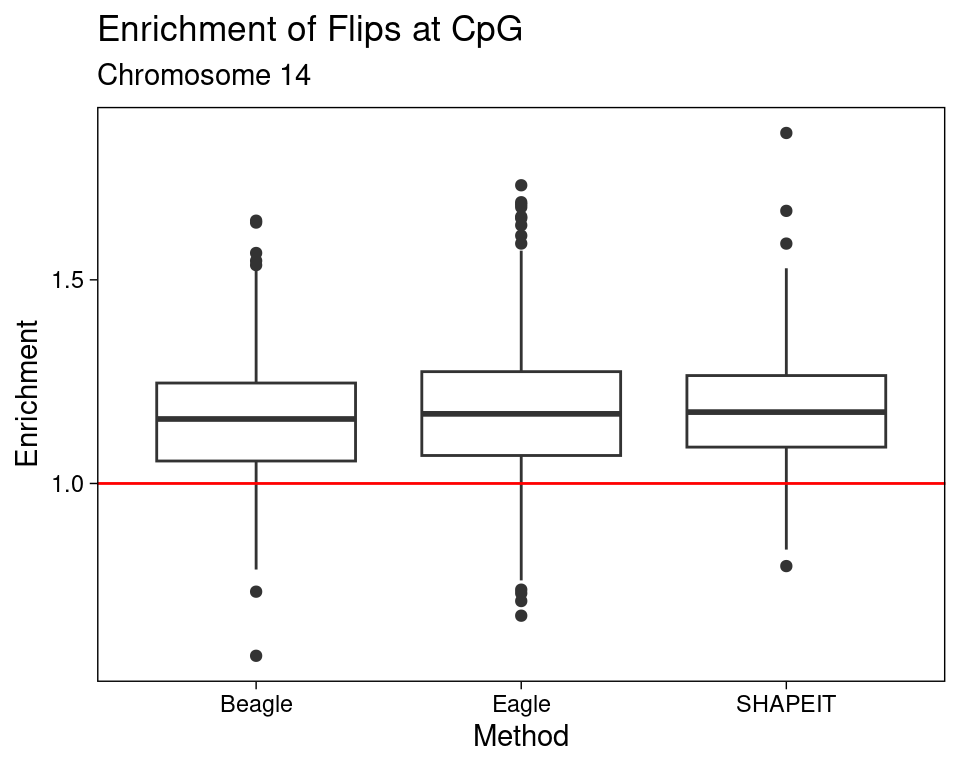 Enrichment of Flips at CpG
Chromosome 14
Enrichment
1.5
1.0
Beagle
Eagle
SHAPEIT
Method